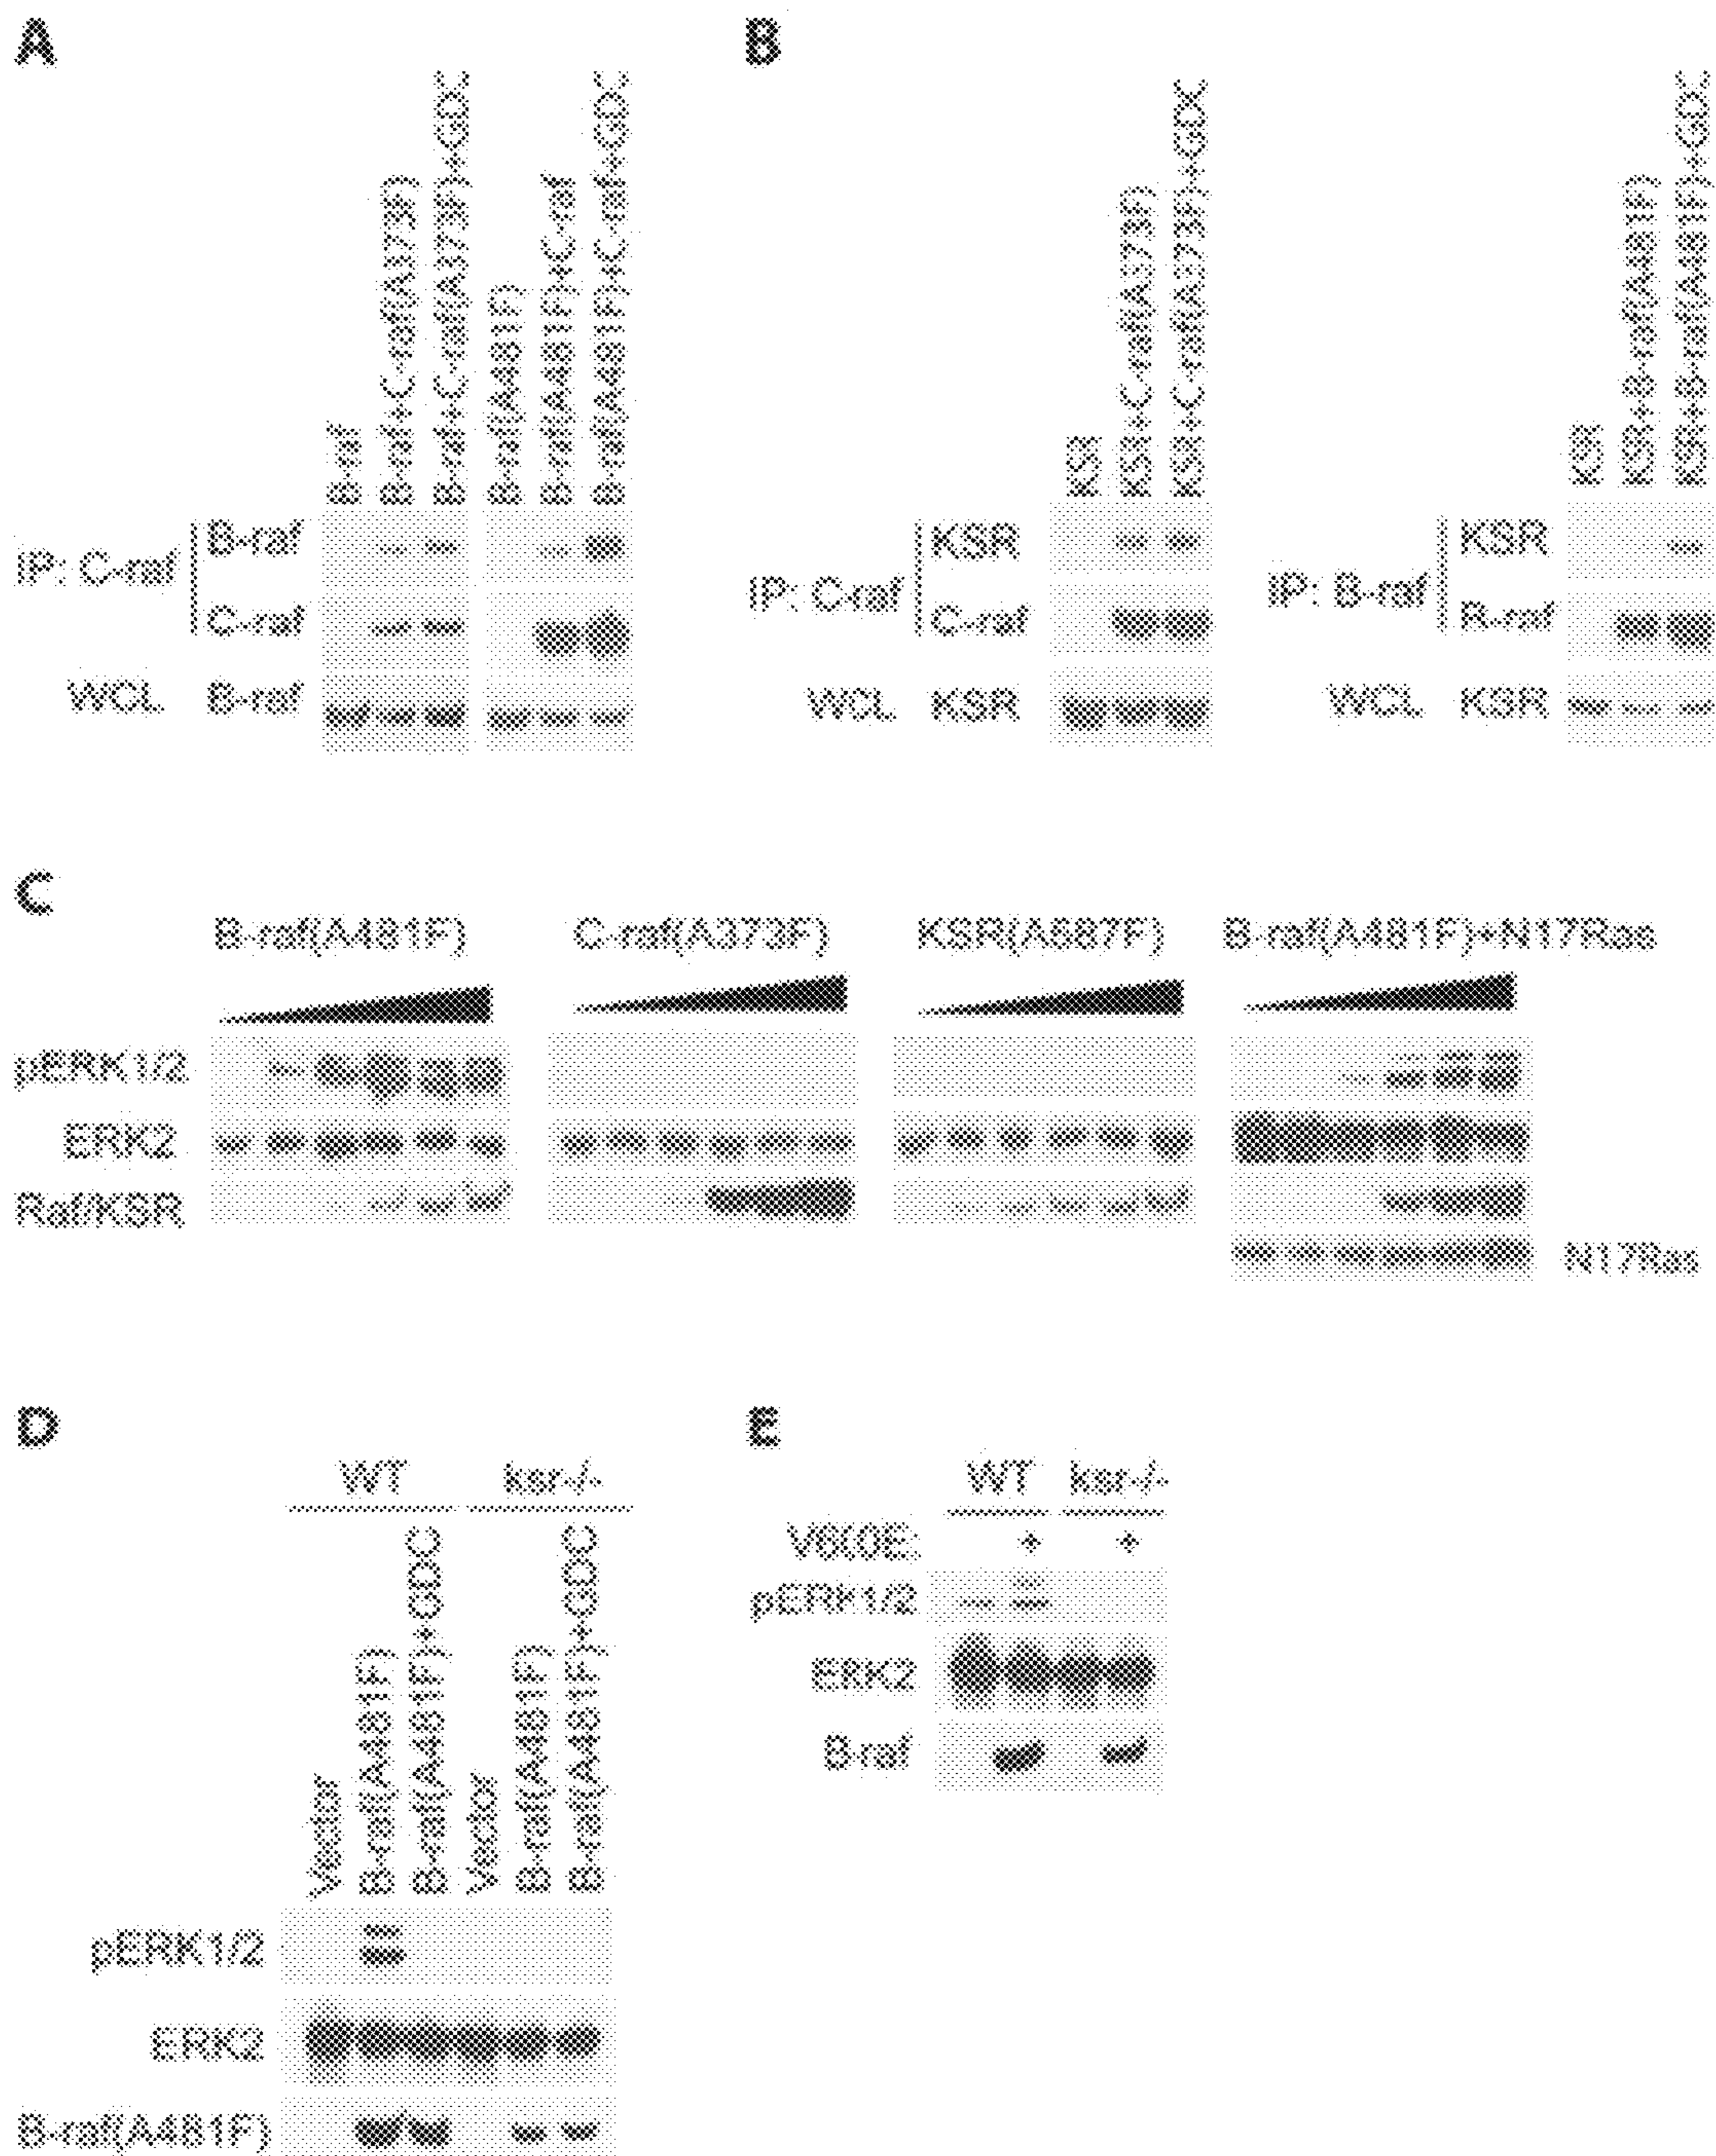 A
B-raf
B-raf+C-raf(A373F)
B-raf+C-raf(A373F)+GDC
B-raf(A481F)
B-raf(A481F)+C-raf
B-raf(A481F)+C-raf+GDC
IP: C-raf
B-raf
C-raf
WCL B-raf
B
KSR
KSR+C-raf(A373F)
KSR+C-raf(A373F)+GDC
IP: C-raf
KSR
C-raf
WCL KSR
KSR
KSR+B-raf(A481F)
KSR+B-raf(A481F)+GDC
IP: B-raf
KSR
B-raf
WCL KSR
C
B-raf(A481F) C-raf(A373F) KSR(A587F) B-raf(A481F)+N17Ras
pERK1/2
ERK2
Raf/KSR
N17Ras
D
WT ksr-/-
Vector
B-raf(A481F)
B-raf(A481F)+GDC
Vector
B-raf(A481F)
B-raf(A481F)+GDC
pERK1/2
ERK2
B-raf(A481F)
E
WT ksr-/-
V600E: + +
pERK1/2
ERK2
B-raf